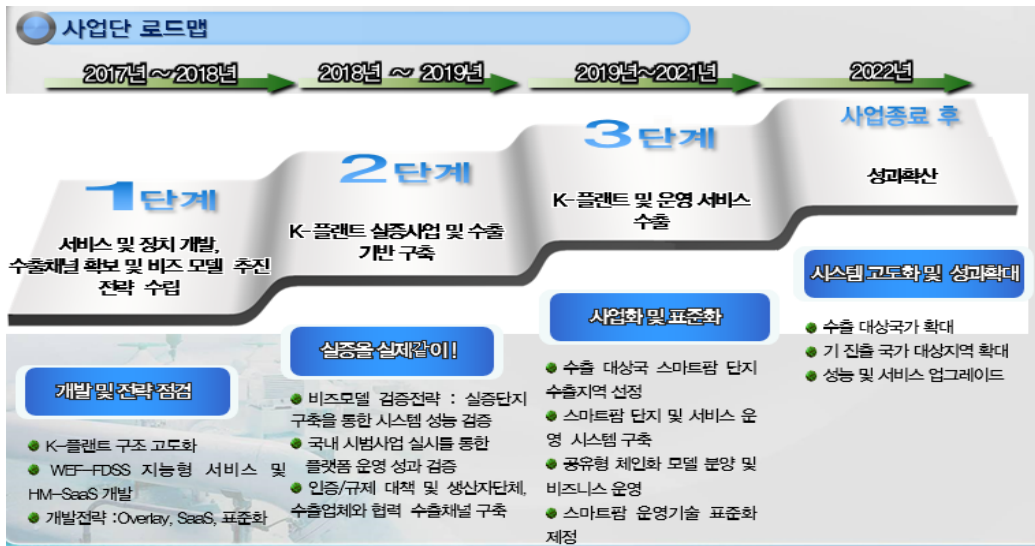 사업단 로드맵
2017년 ~ 2018년
2018년 ~ 2019년
2019년~2021년
2022년
1단계
서비스 및 장치 개발,
수출채널 확보 및 비즈 모델 추진
전략 수립
2단계
K-플랜트 실증사업 및 수출
기반 구축
3단계
K-플랜트 및 운영 서비스
수출
사업종료 후
성과확산
개발 및 전략 점검
K-플랜트 구조 고도화
WEF-FDSS 지능형 서비스 및
HM-SaaS 개발
개발전략 :Overlay, SaaS, 표준화
실증을 실제같이!
비즈모델 검증전략 : 실증단지
구축을 통한 시스템 성능 검증
국내 시범사업 실시를 통한
플랫폼 운영 성과 검증
인증/규제 대책 및 생산자단체,
수출업체와 협력 수출채널 구축
사업화 및 표준화
수출 대상국 스마트팜 단지
수출지역 선정
스마트팜 단지 및 서비스 운
영 시스템 구축
공유형 체인화 모델 분양 및
비즈니스 운영
스마트팜 운영기술 표준화
제정
시스템 고도화 및 성과확대
수출 대상국가 확대
기 진출 국가 대상지역 확대
성능 및 서비스 업그레이드